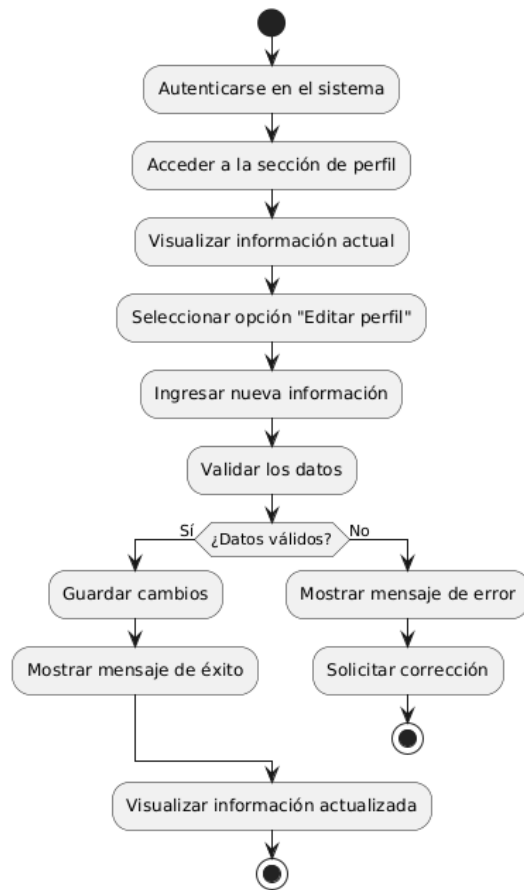 Autenticarse en el sistema
Acceder a la sección de perfil
Visualizar información actual
Seleccionar opción "Editar perfil"
Ingresar nueva información
Validar los datos
Sí
¿Datos válidos?
No
Guardar cambios
Mostrar mensaje de error
Mostrar mensaje de éxito
Solicitar corrección
Visualizar información actualizada